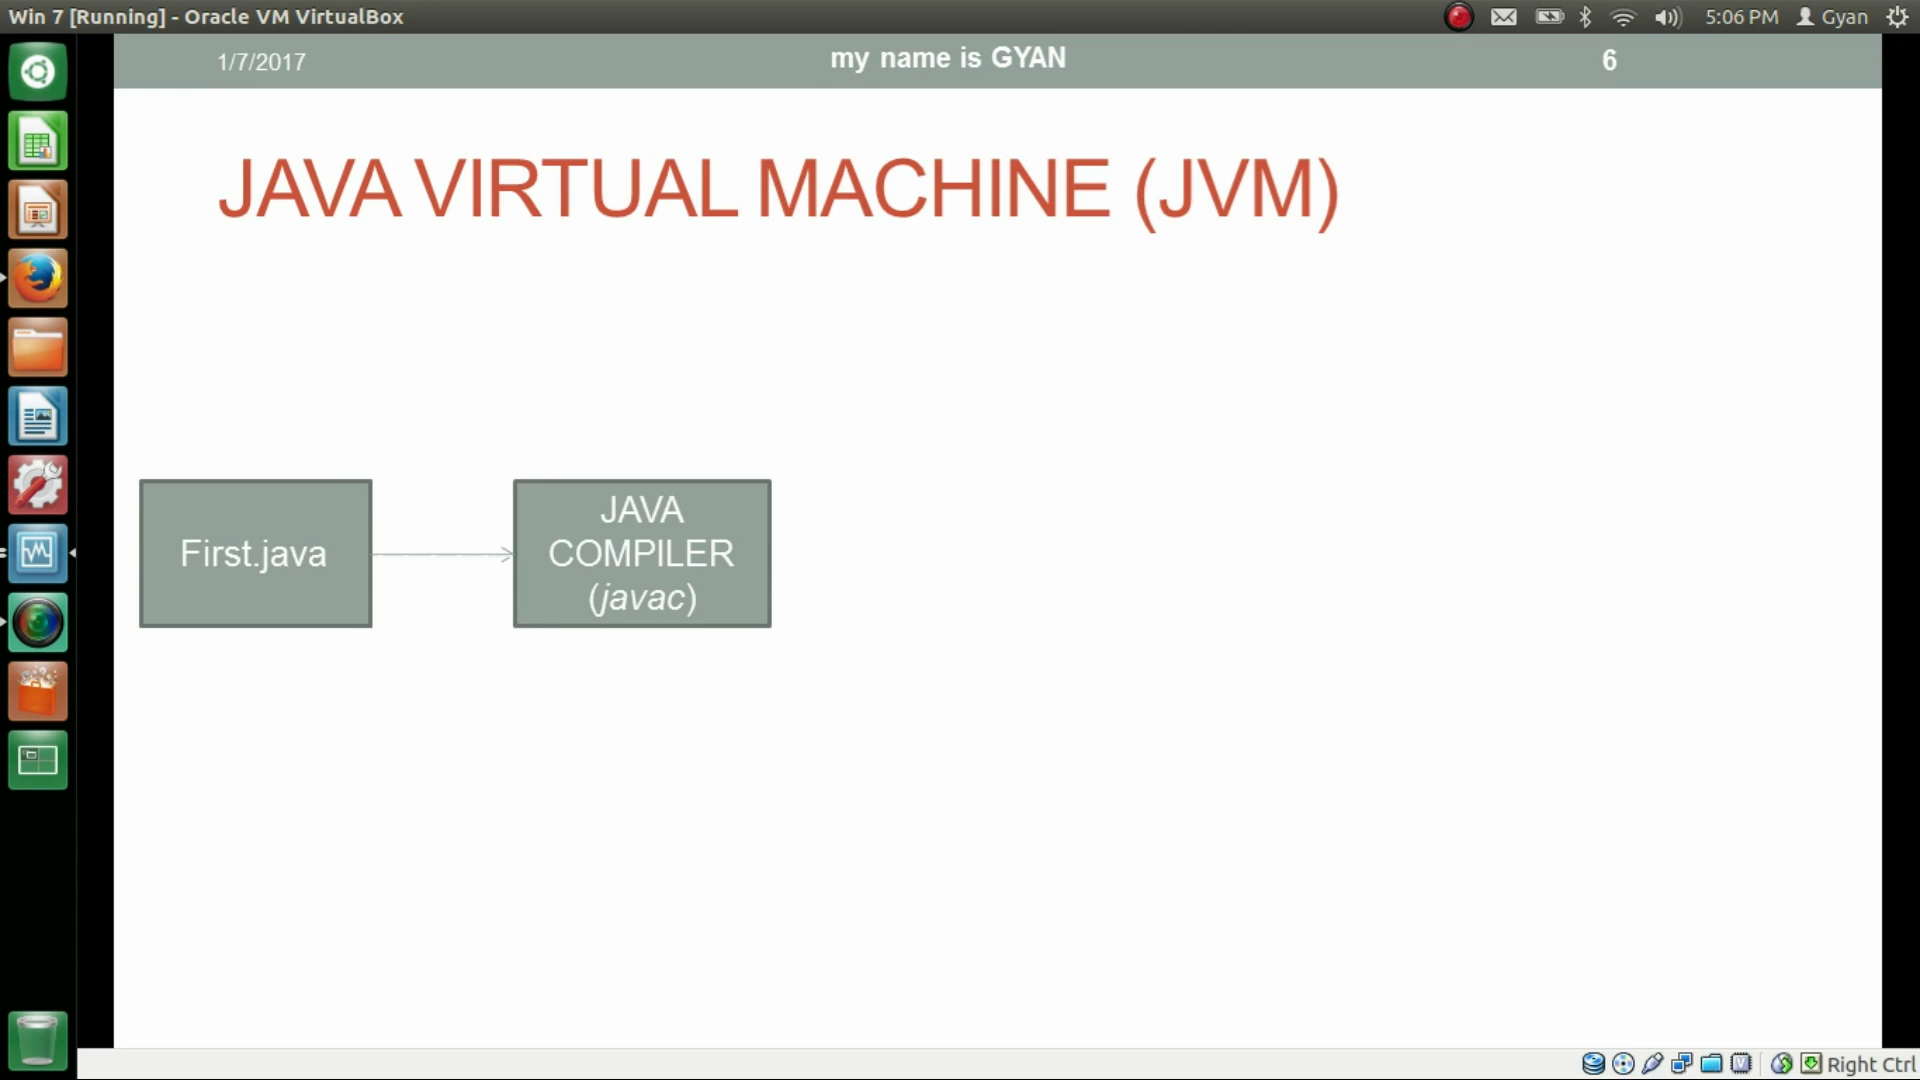 Win 7 [Running] - Oracle VM VirtualBox
5:06 PM
Gyan
1/7/2017
my name is GYAN
6
JAVA VIRTUAL MACHINE (JVM)
First.java
JAVA
COMPILER
(javac)
Right Ctrl